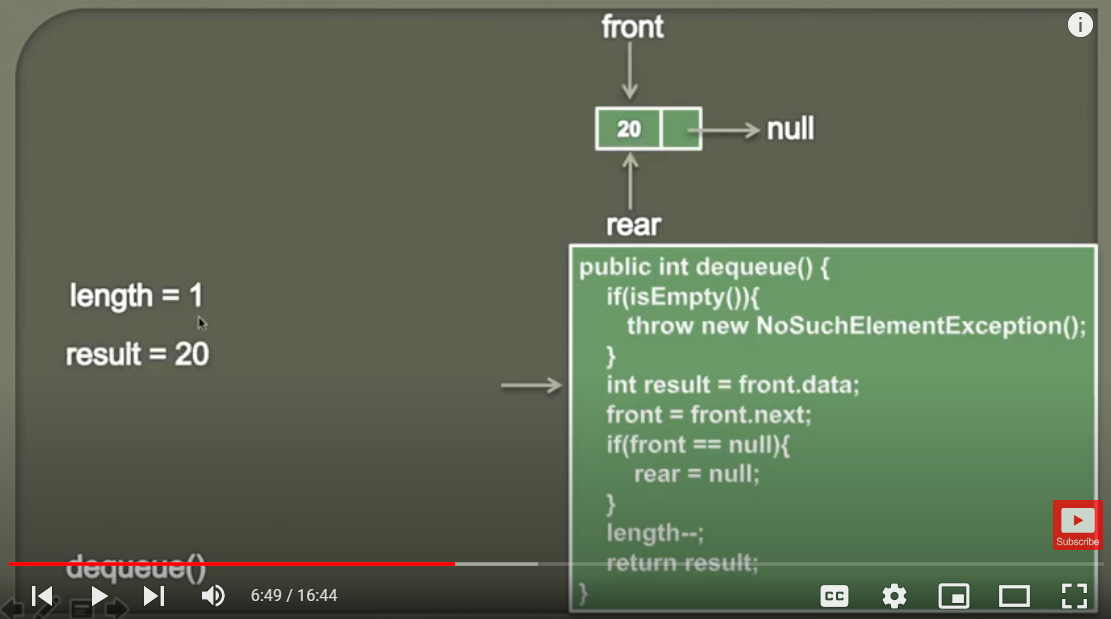 front
20
null
rear
length = 1
result = 20
public int dequeue() {
if(isEmpty()){
throw new NoSuchElementException();
}
int result = front.data;
front = front.next;
if(front == null){
rear = null;
}
length--;
return result;
}
dequeue()
Subscribe
6:49 / 16:44
CC